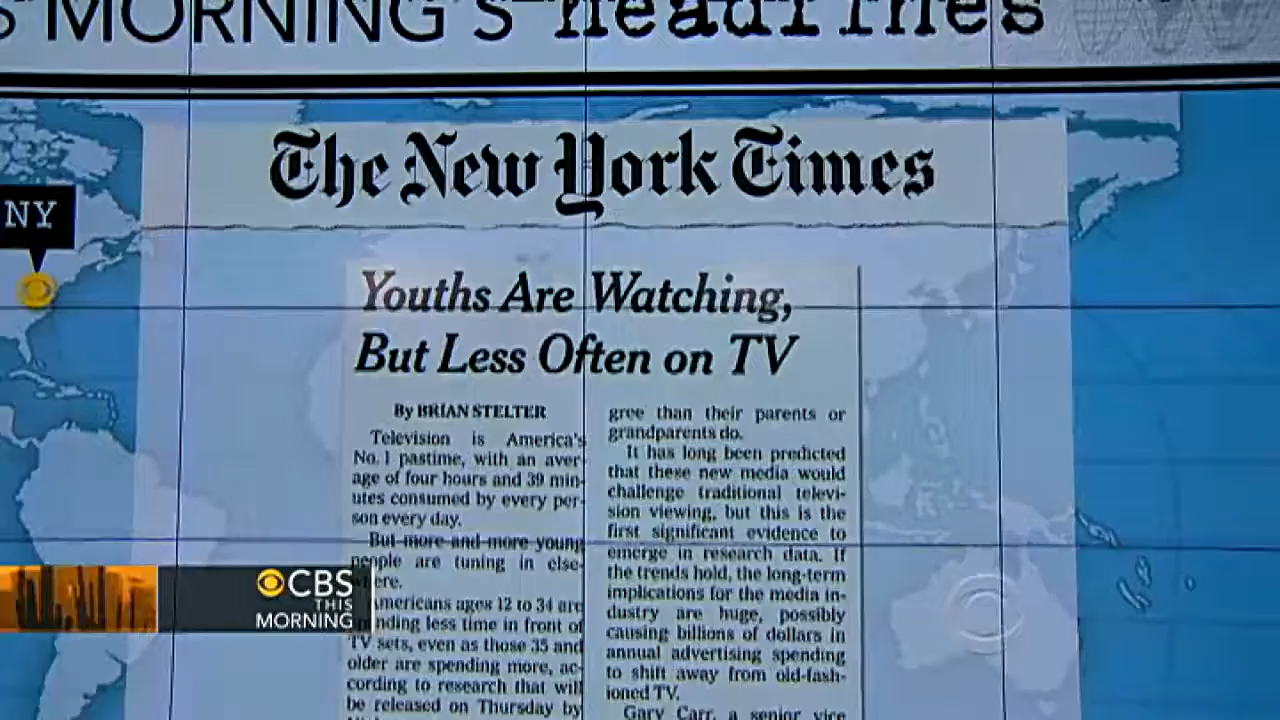 S MORNING'S headlines
The New York Times
NY
Youths Are Watching,
But Less Often on TV
By BRIAN STELTER
Television is America's
No. 1 pastime, with an aver-
age of four hours and 39 min-
utes consumed by every per-
son every day.
But more and more young
people are tuning in else-
where.
Americans ages 12 to 34 are
spending less time in front of
TV sets, even as those 35 and
older are spending more, ac-
cording to research that will
be released on Thursday by
gree than their parents or
grandparents do.
It has long been predicted
that these new media would
challenge traditional televi-
sion viewing, but this is the
first significant evidence to
emerge in research data. If
the trends hold, the long-term
implications for the media in-
dustry are huge, possibly
causing billions of dollars in
annual advertising spending
to shift away from old-fash-
ioned TV.
Gary Carr, a senior vice
CBS
THIS
MORNING